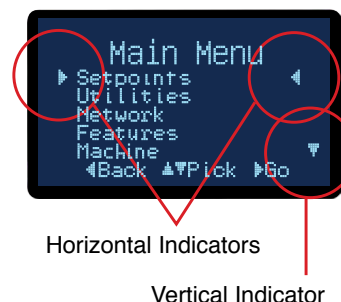 Main Menu
▶ Setpoints ◀
Utilities
Network
Features
Machine ▼
◀Back ▲▼Pick ▶Go
Horizontal Indicators
Vertical Indicator